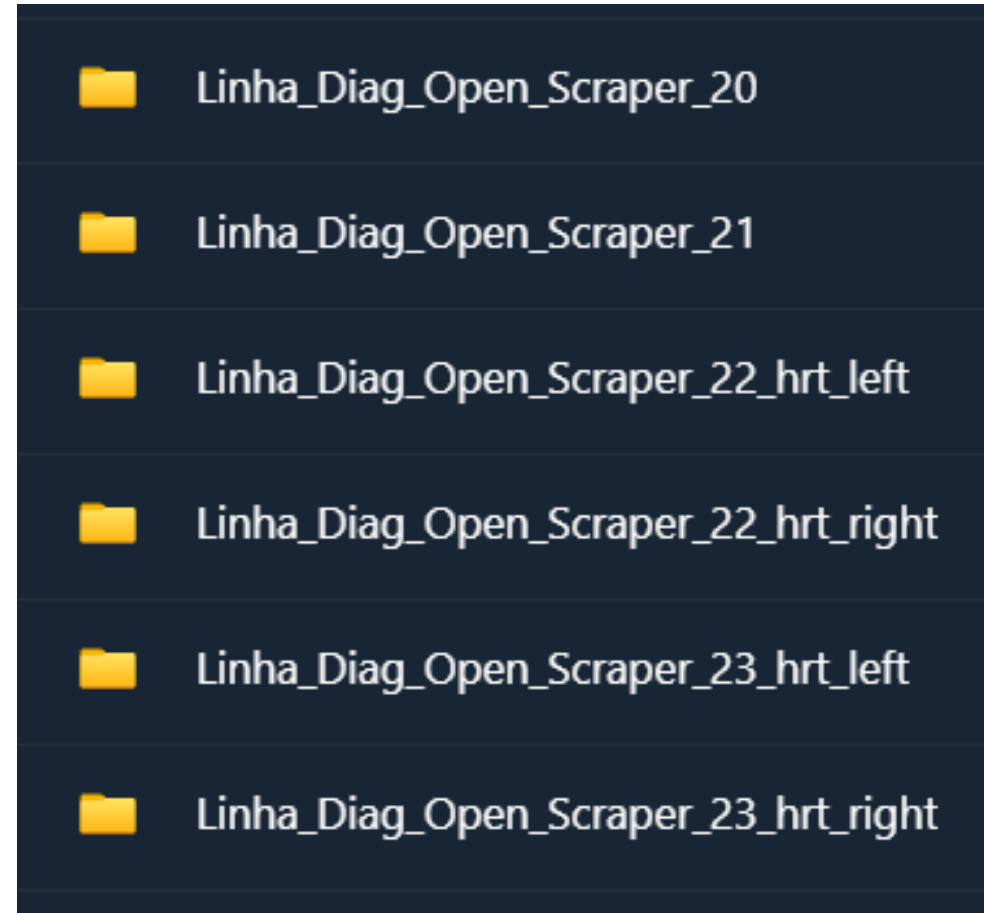 Linha_Diag_Open_Scraper_20
Linha_Diag_Open_Scraper_21
Linha_Diag_Open_Scraper_22_hrt_left
Linha_Diag_Open_Scraper_22_hrt_right
Linha_Diag_Open_Scraper_23_hrt_left
Linha_Diag_Open_Scraper_23_hrt_right